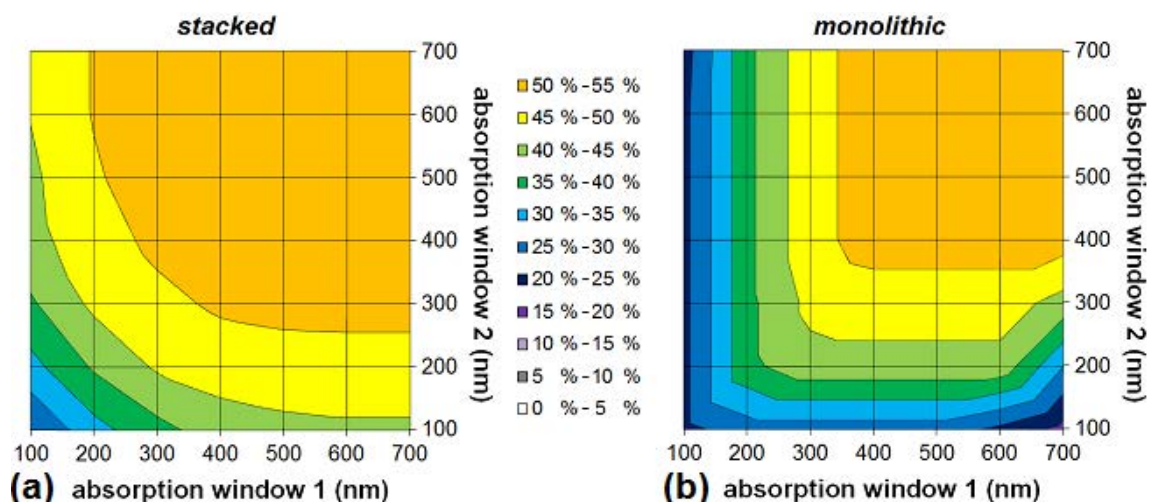 stacked
700
600
500
400
300
200
100
absorption window 2 (nm)
100 200 300 400 500 600 700
(a) absorption window 1 (nm)
50 % -55 %
45 % -50 %
40 % -45 %
35 % -40 %
30 % -35 %
25 % -30 %
20 % -25 %
15 % -20 %
10 % -15 %
5 % -10 %
0 % -5 %
monolithic
700
600
500
400
300
200
100
absorption window 2 (nm)
100 200 300 400 500 600 700
(b) absorption window 1 (nm)